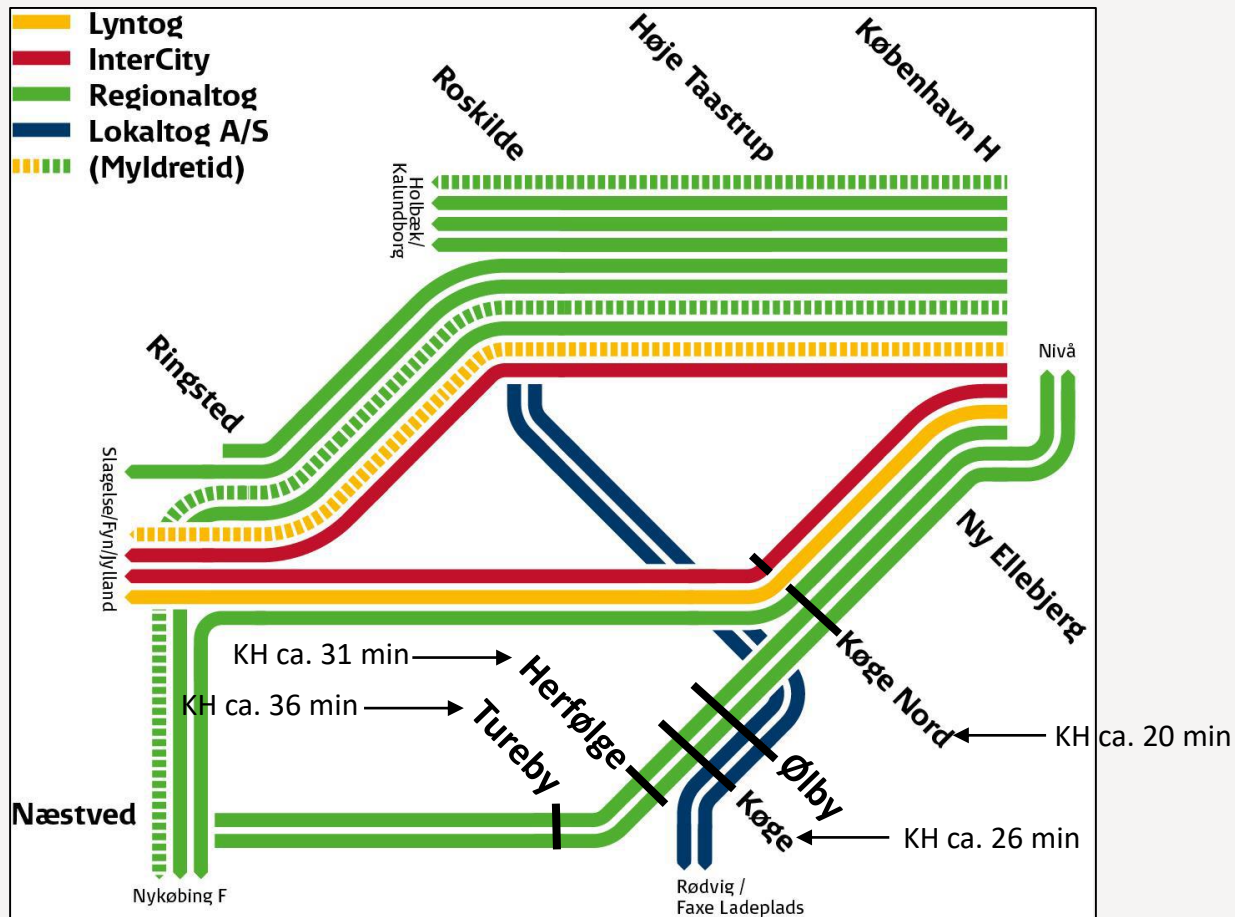 Lyntog
InterCity
Regionaltog
Lokaltog A/S
(Myldretid)
Roskilde
Høje Taastrup
København H
Holbæk/
Kalundborg
Ringsted
Nivå
Slagelse/Fyn/Jylland
Ny Ellebjerg
Køge Nord
KH ca. 31 min
Herfølge
KH ca. 36 min
Tureby
KH ca. 20 min
Ølby
Næstved
Køge
KH ca. 26 min
Nykøbing F
Rødvig /
Faxe Ladeplads